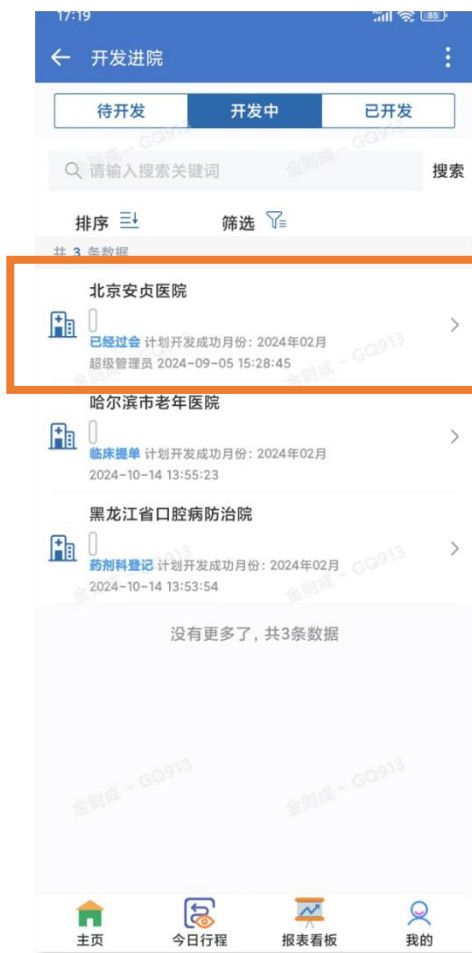 17:19
85
开发进院
待开发 开发中 已开发
请输入搜索关键词 搜索
排序 筛选
共 3 条数据
北京安贞医院
已经过会 计划开发成功月份: 2024年02月
超级管理员 2024-09-05 15:28:45
哈尔滨市老年医院
临床提单 计划开发成功月份: 2024年02月
2024-10-14 13:55:23
黑龙江省口腔病防治院
药剂科登记 计划开发成功月份: 2024年02月
2024-10-14 13:53:54
没有更多了, 共3条数据
金则成 - GQ913
金则成 - GQ913
主页 今日行程 报表看板 我的